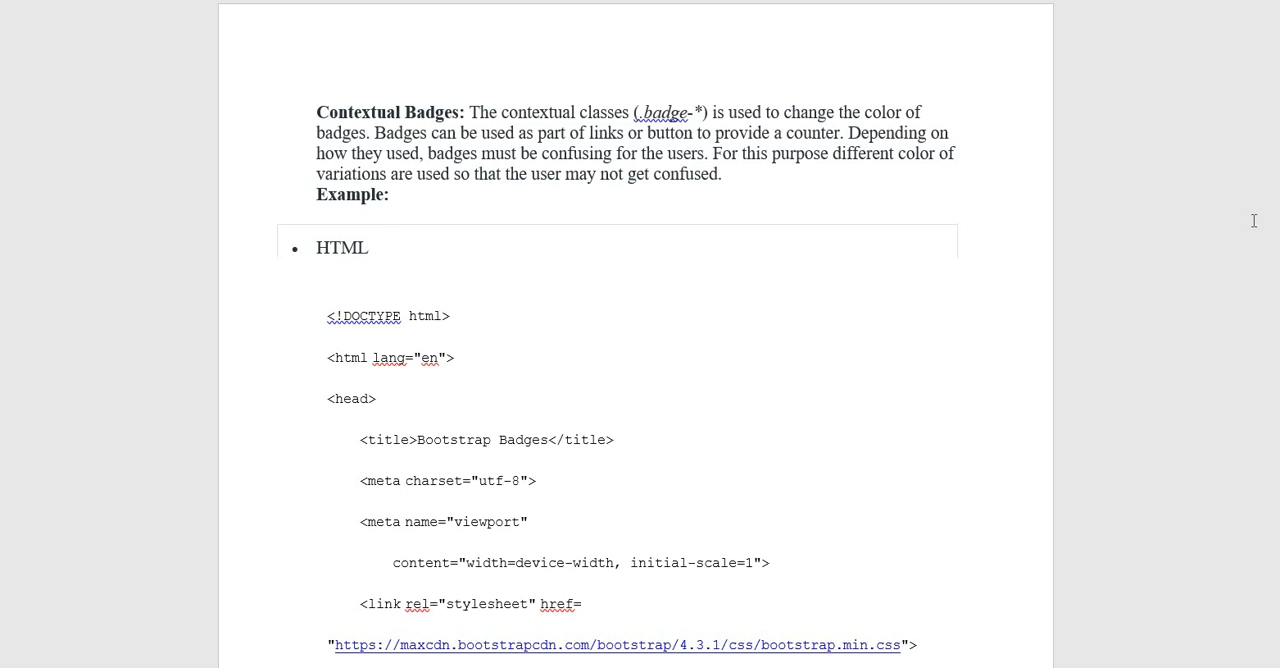 Contextual Badges: The contextual classes (.badge-*) is used to change the color of
badges. Badges can be used as part of links or button to provide a counter. Depending on
how they used, badges must be confusing for the users. For this purpose different color of
variations are used so that the user may not get confused.
Example:
• HTML
<!DOCTYPE html>
<html lang="en">
<head>
<title>Bootstrap Badges</title>
<meta charset="utf-8">
<meta name="viewport"
content="width=device-width, initial-scale=1">
<link rel="stylesheet" href=
"https://maxcdn.bootstrapcdn.com/bootstrap/4.3.1/css/bootstrap.min.css">